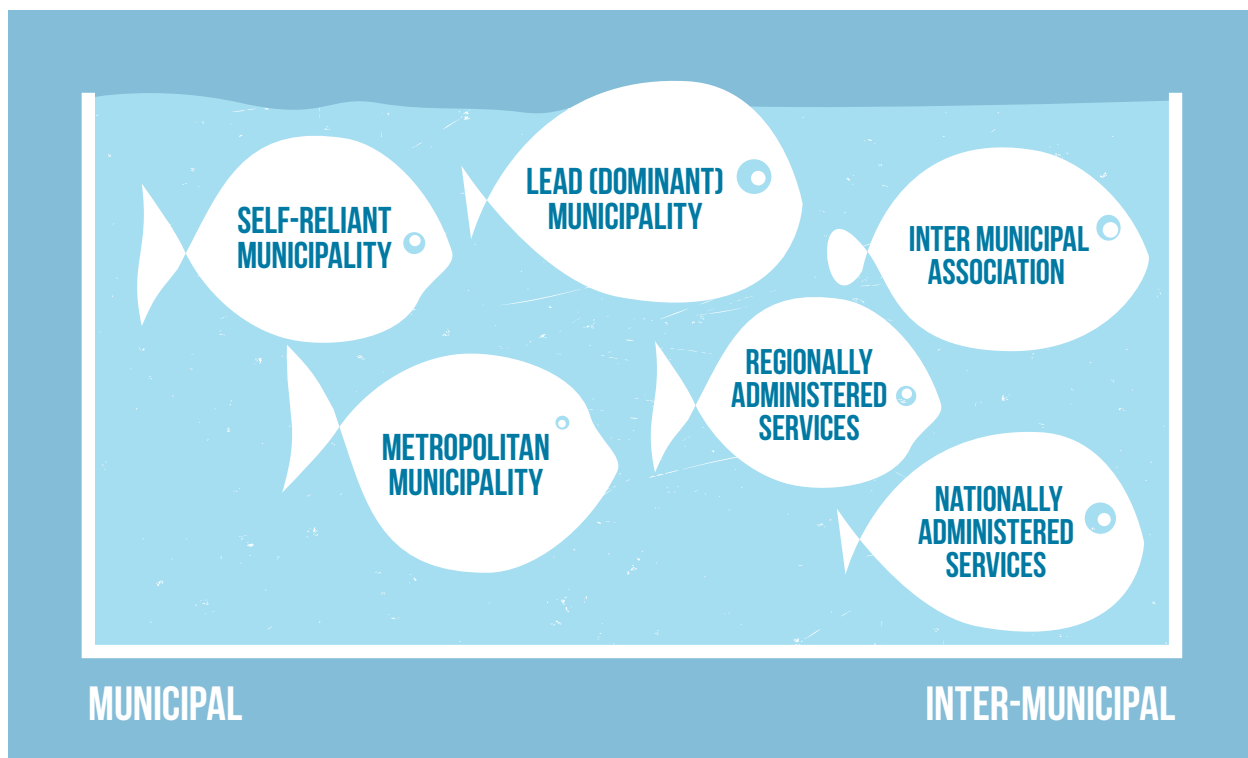 SELF-RELIANT
MUNICIPALITY
LEAD (DOMINANT)
MUNICIPALITY
INTER MUNICIPAL
ASSOCIATION
METROPOLITAN
MUNICIPALITY
REGIONALLY
ADMINISTERED
SERVICES
NATIONALLY
ADMINISTERED
SERVICES
MUNICIPAL
INTER-MUNICIPAL